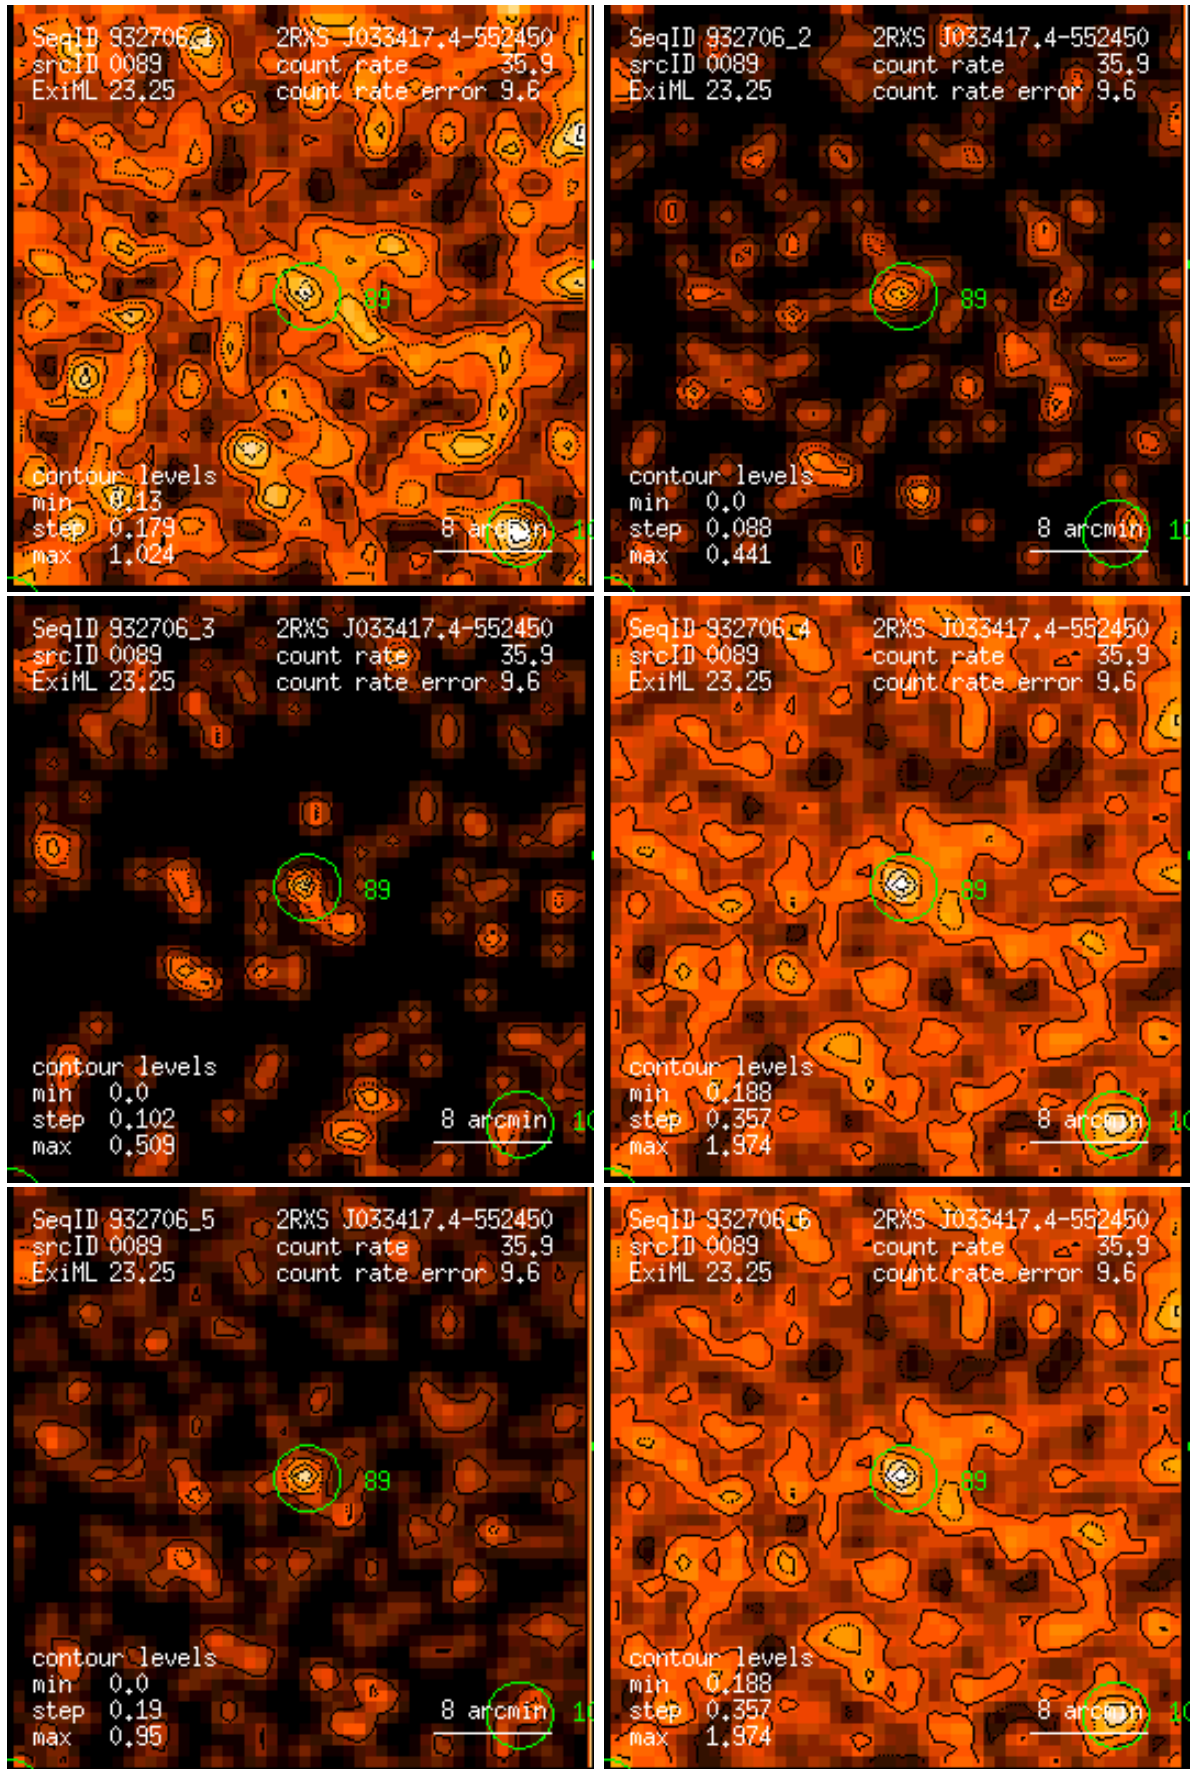 SeqID 932706_1 2RXS J033417.4-552450
srcID 0089 count rate 35.9
ExiML 23.25 count rate error 9.6
89
contour levels
min 0.13
step 0.179 8 arcmin 10
max 1.024
SeqID 932706_2 2RXS J033417.4-552450
srcID 0089 count rate 35.9
ExiML 23.25 count rate error 9.6
89
contour levels
min 0.0
step 0.088 8 arcmin 10
max 0.441
SeqID 932706_3 2RXS J033417.4-552450
srcID 0089 count rate 35.9
ExiML 23.25 count rate error 9.6
89
contour levels
min 0.0
step 0.102 8 arcmin 10
max 0.509
SeqID 932706_4 2RXS J033417.4-552450
srcID 0089 count rate 35.9
ExiML 23.25 count rate error 9.6
89
contour levels
min 0.188
step 0.357 8 arcmin 10
max 1.974
SeqID 932706_5 2RXS J033417.4-552450
srcID 0089 count rate 35.9
ExiML 23.25 count rate error 9.6
89
contour levels
min 0.0
step 0.19 8 arcmin 10
max 0.95
SeqID 932706_6 2RXS J033417.4-552450
srcID 0089 count rate 35.9
ExiML 23.25 count rate error 9.6
89
contour levels
min 0.188
step 0.357 8 arcmin 10
max 1.974